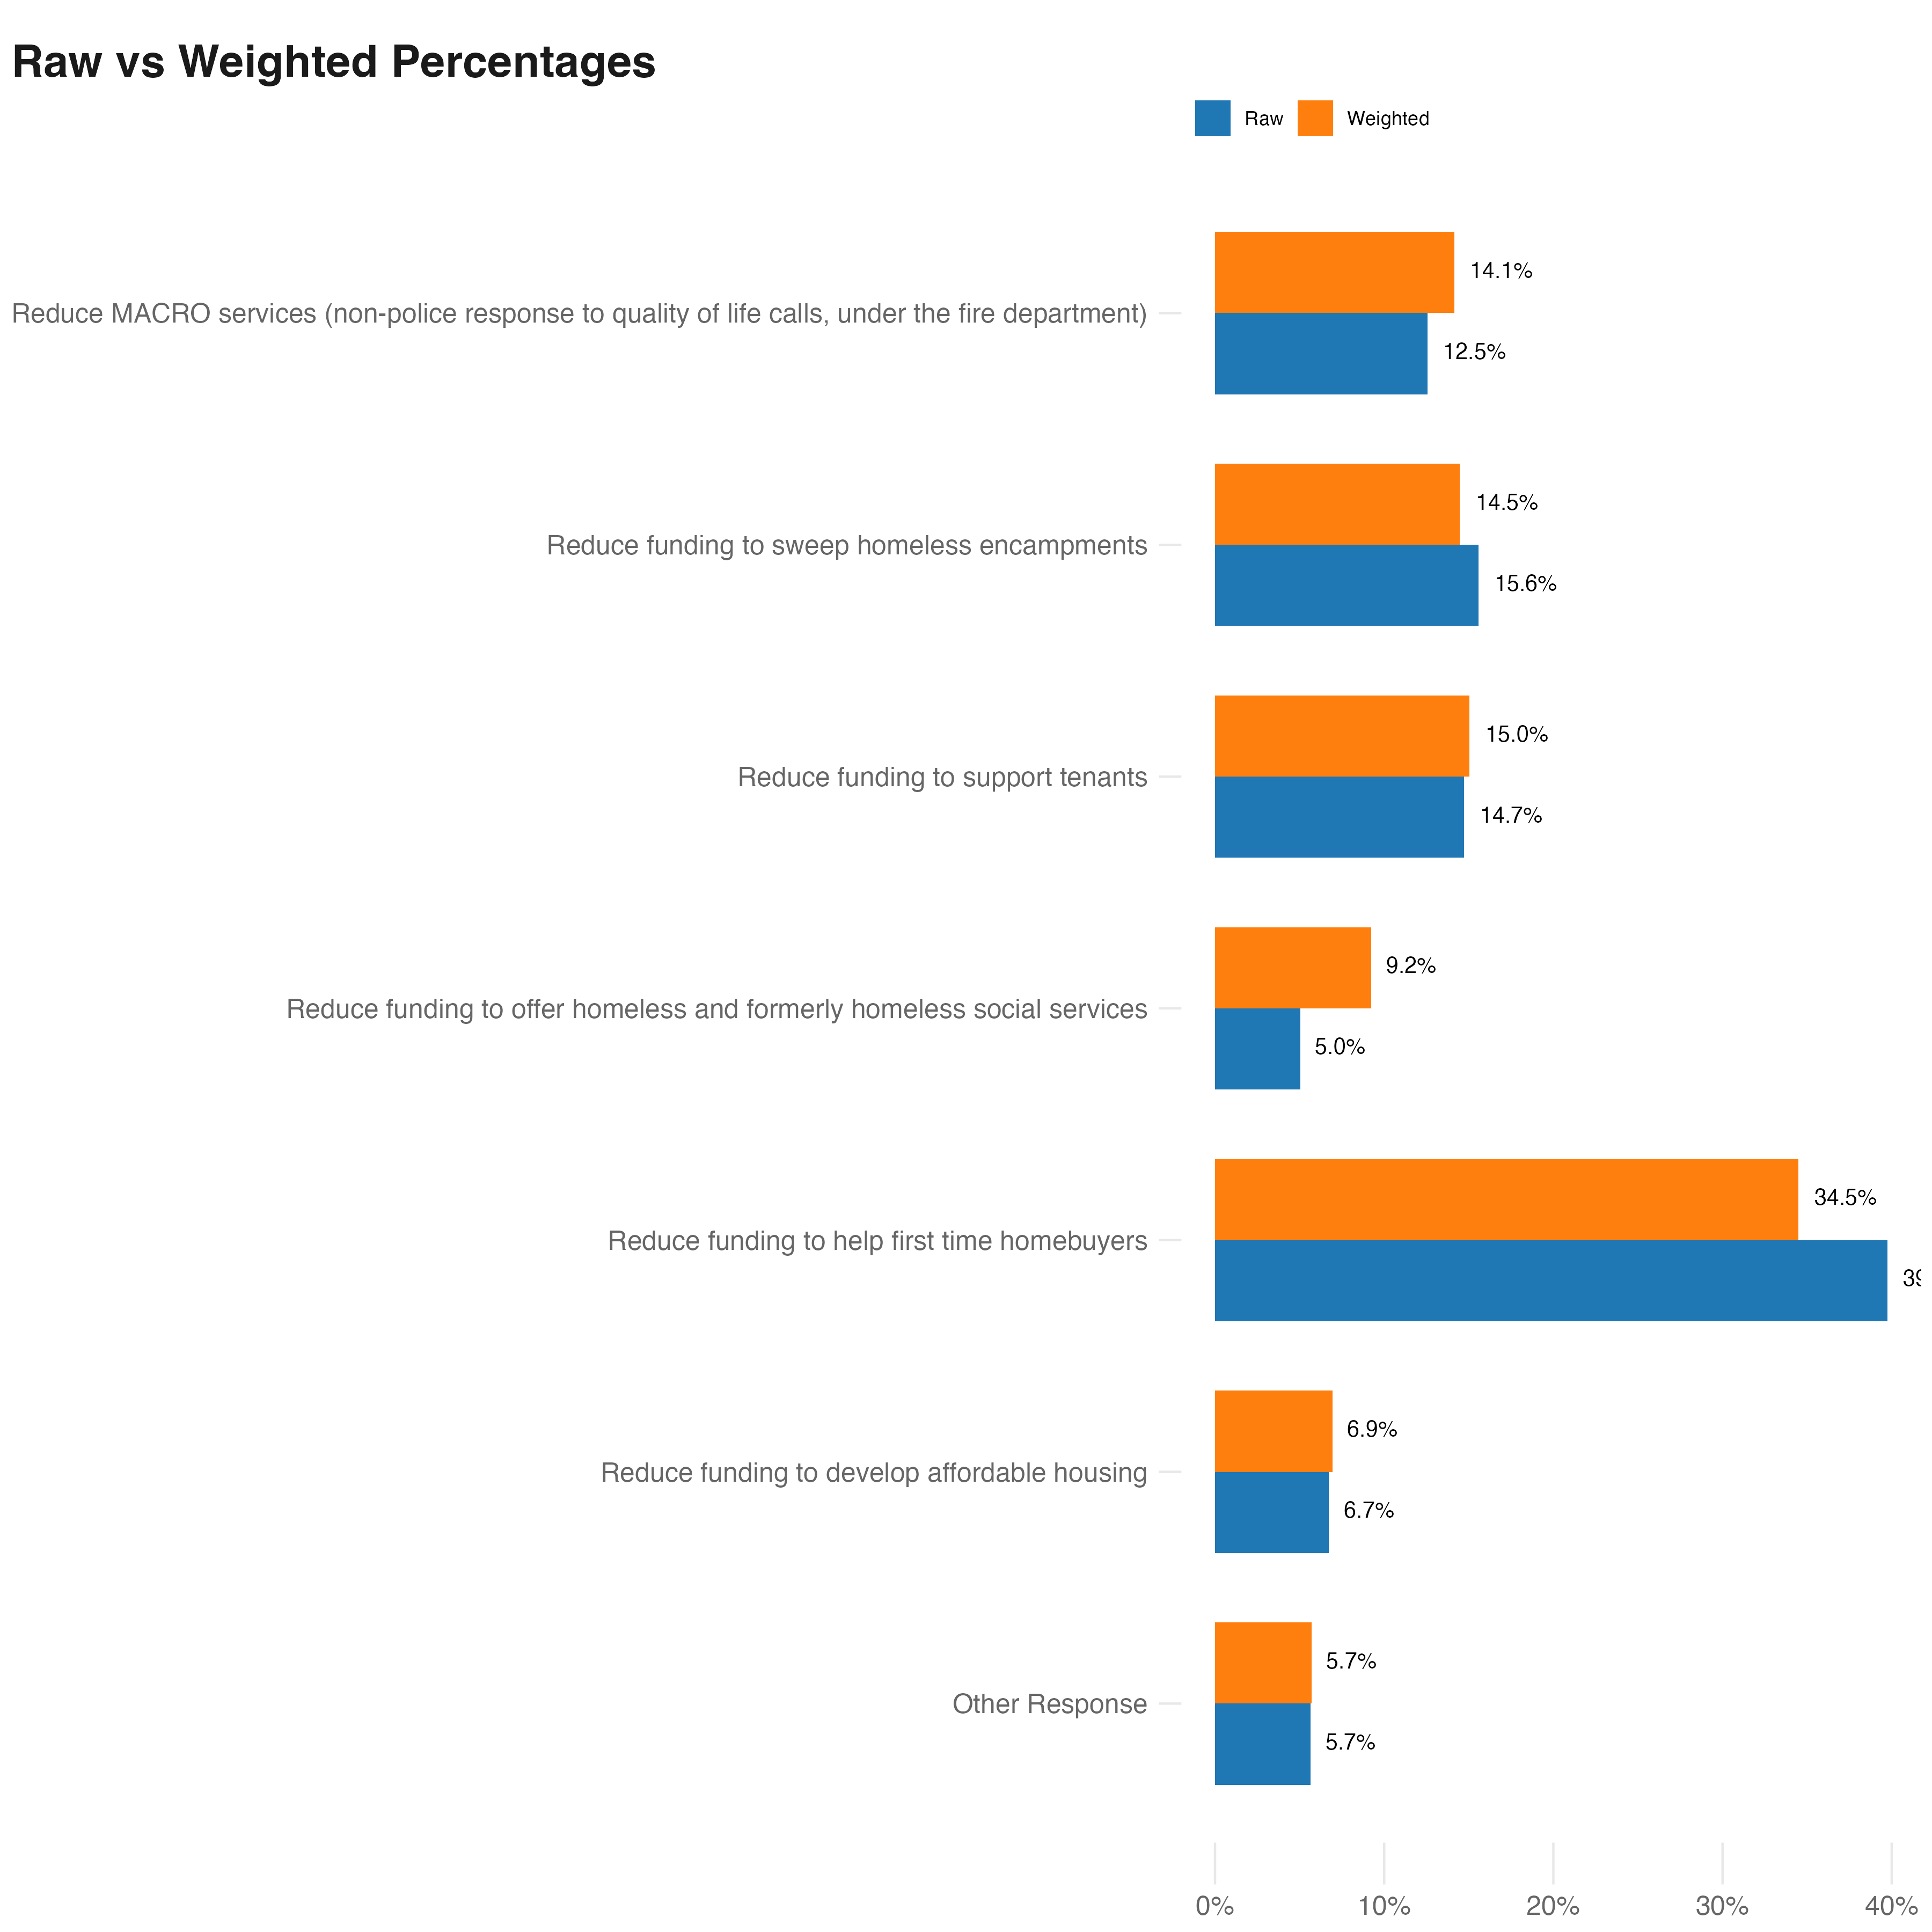 Raw vs Weighted Percentages
Raw
Weighted
Reduce MACRO services (non-police response to quality of life calls, under the fire department)
14.1%
12.5%
Reduce funding to sweep homeless encampments
14.5%
15.6%
Reduce funding to support tenants
15.0%
14.7%
Reduce funding to offer homeless and formerly homeless social services
9.2%
5.0%
Reduce funding to help first time homebuyers
34.5%
Reduce funding to develop affordable housing
6.9%
6.7%
Other Response
5.7%
5.7%
0% 10% 20% 30% 40%